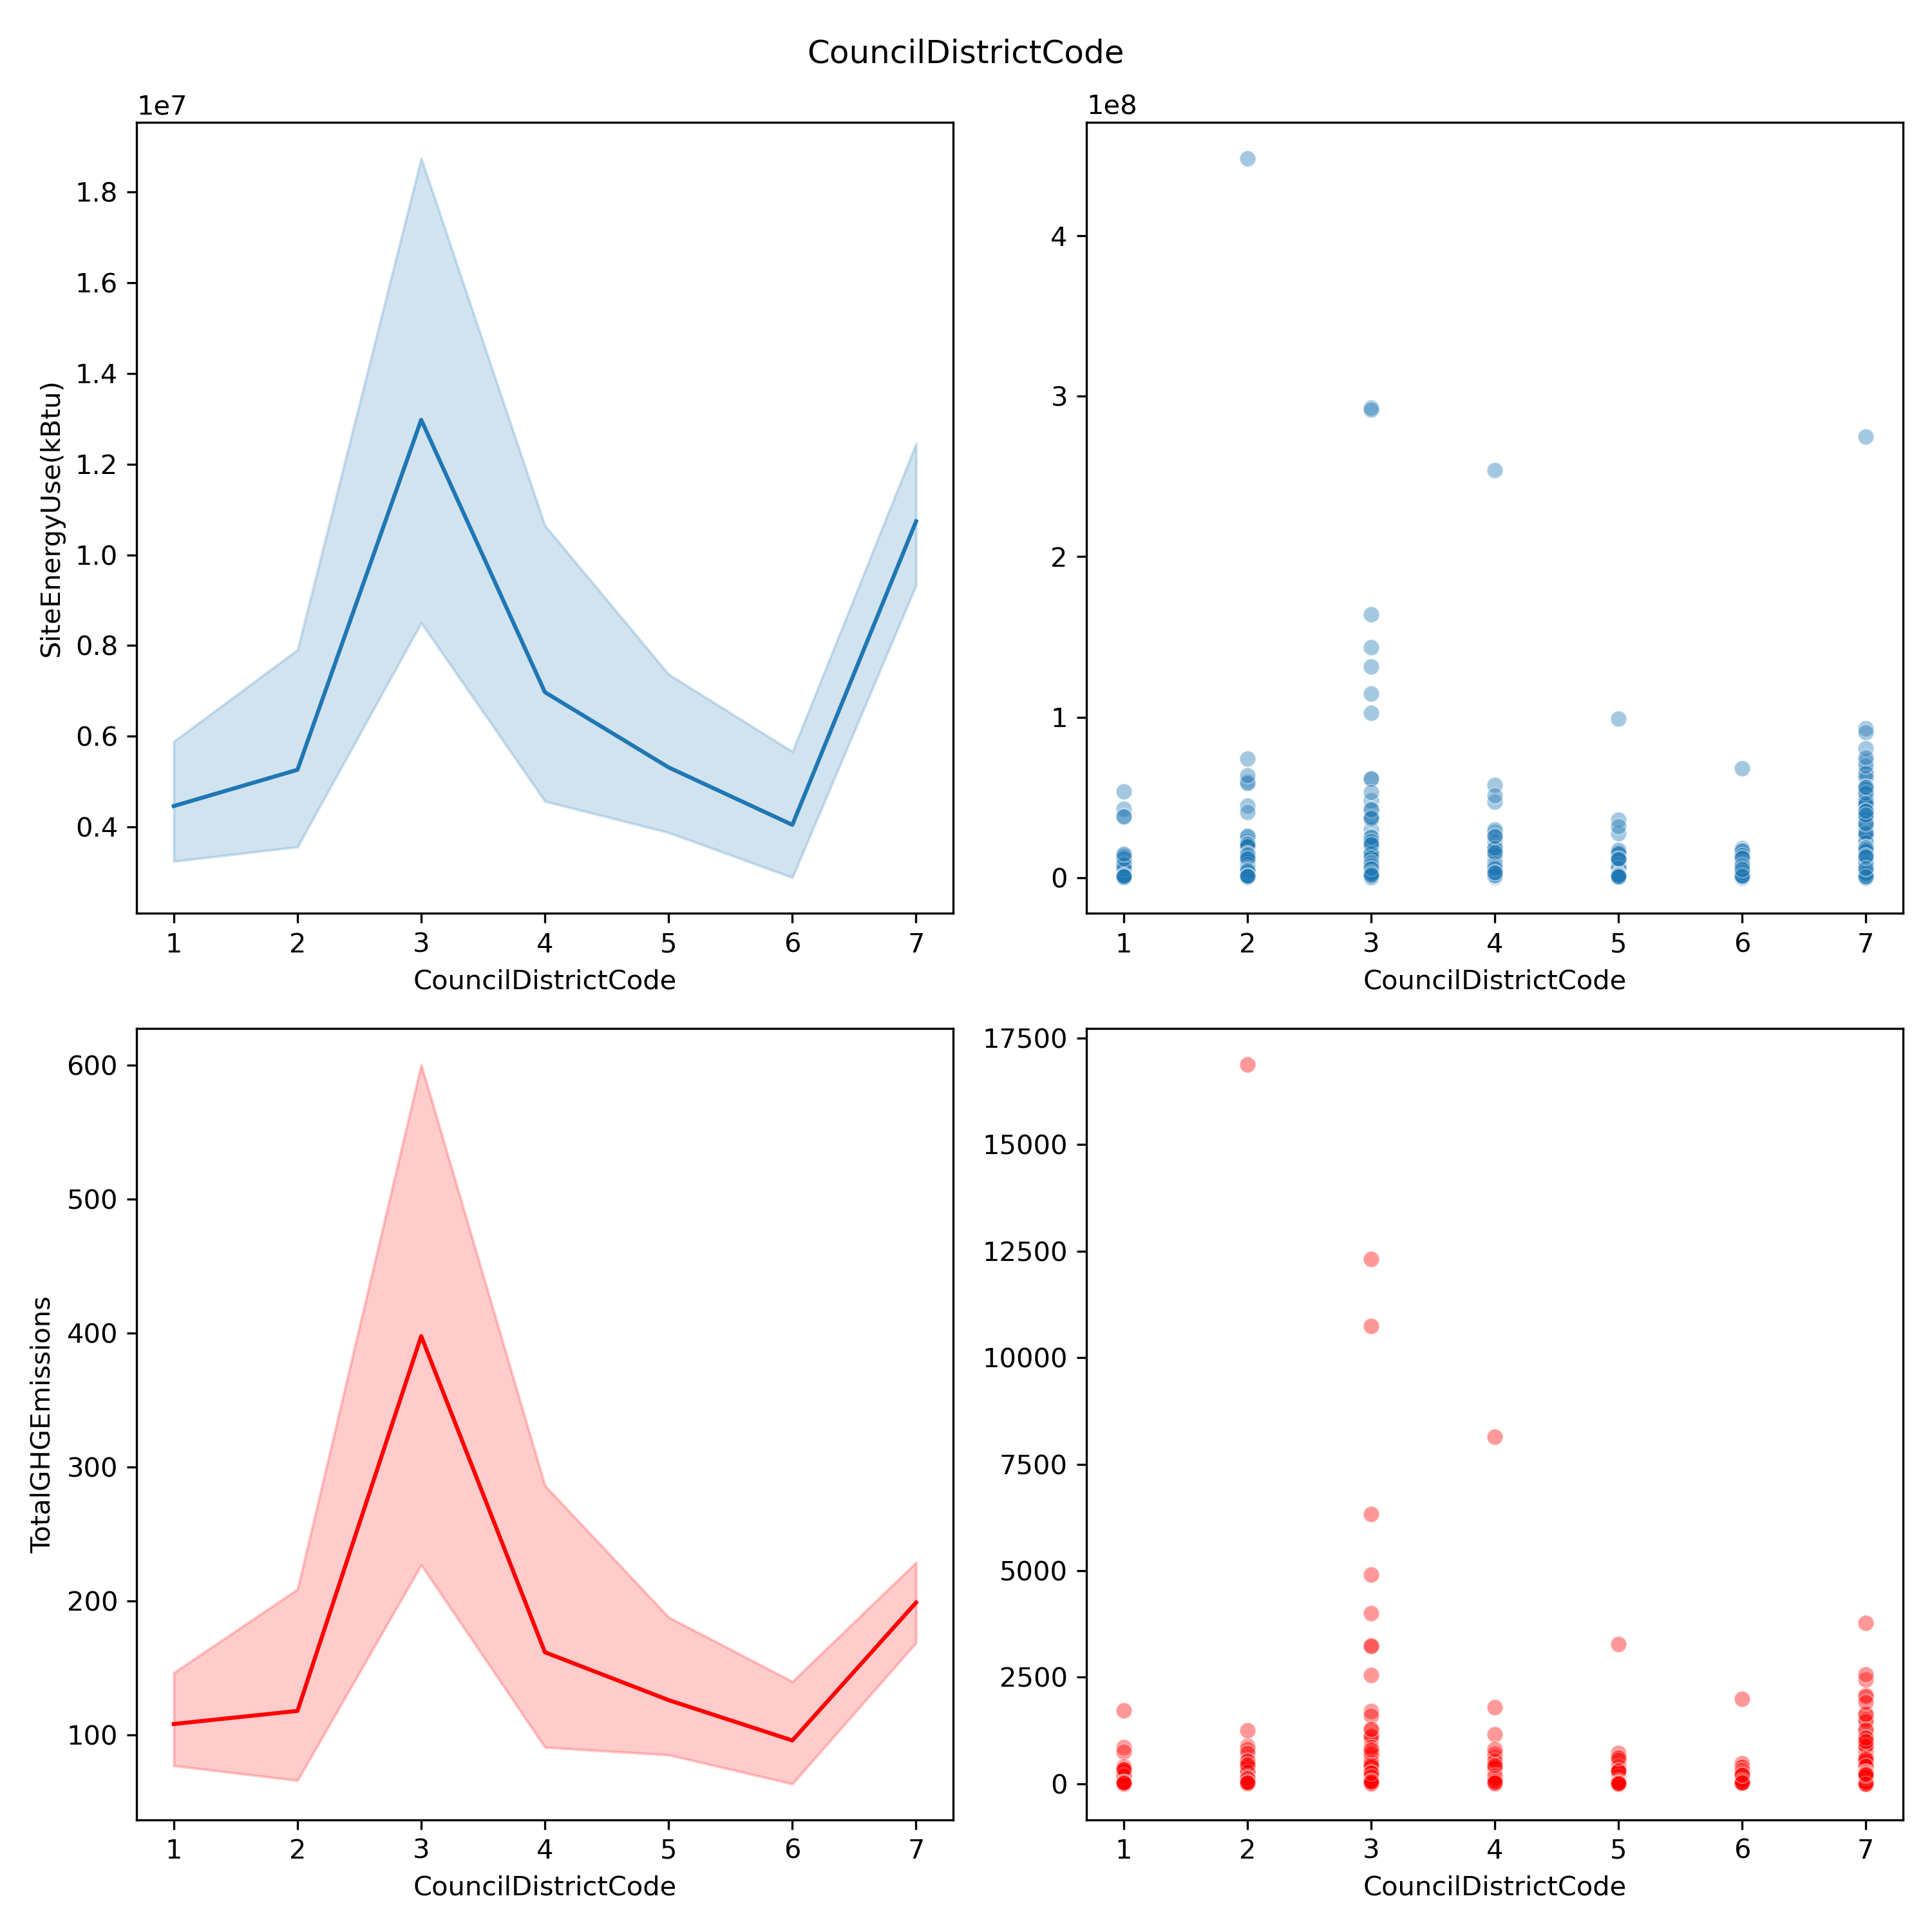 CouncilDistrictCode
1e7
1.8
1.6
1.4
1.2
1.0
0.8
0.6
0.4
SiteEnergyUse(kBtu)
1 2 3 4 5 6 7
CouncilDistrictCode
1e8
4
3
2
1
0
1 2 3 4 5 6 7
CouncilDistrictCode
600
500
400
300
200
100
TotalGHGEmissions
1 2 3 4 5 6 7
CouncilDistrictCode
17500
15000
12500
10000
7500
5000
2500
0
1 2 3 4 5 6 7
CouncilDistrictCode